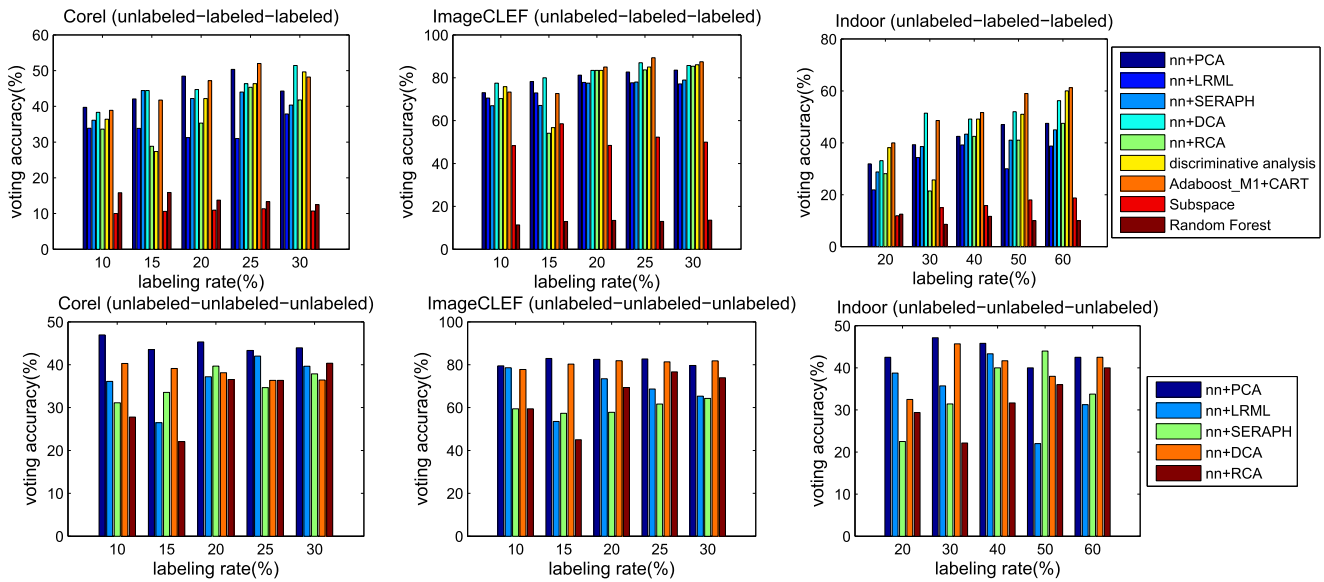 Corel (unlabeled−labeled−labeled)
voting accuracy(%)
60
50
40
30
20
10
0
10 15 20 25 30
labeling rate(%)
ImageCLEF (unlabeled−labeled−labeled)
voting accuracy(%)
100
80
60
40
20
0
10 15 20 25 30
labeling rate(%)
Indoor (unlabeled−labeled−labeled)
voting accuracy(%)
80
60
40
20
0
20 30 40 50 60
labeling rate(%)
nn+PCA
nn+LRML
nn+SERAPH
nn+DCA
nn+RCA
discriminative analysis
Adaboost_M1+CART
Subspace
Random Forest
Corel (unlabeled−unlabeled−unlabeled)
voting accuracy(%)
50
40
30
20
10
0
10 15 20 25 30
labeling rate(%)
ImageCLEF (unlabeled−unlabeled−unlabeled)
voting accuracy(%)
100
80
60
40
20
0
10 15 20 25 30
labeling rate(%)
Indoor (unlabeled−unlabeled−unlabeled)
voting accuracy(%)
50
40
30
20
10
0
20 30 40 50 60
labeling rate(%)
nn+PCA
nn+LRML
nn+SERAPH
nn+DCA
nn+RCA